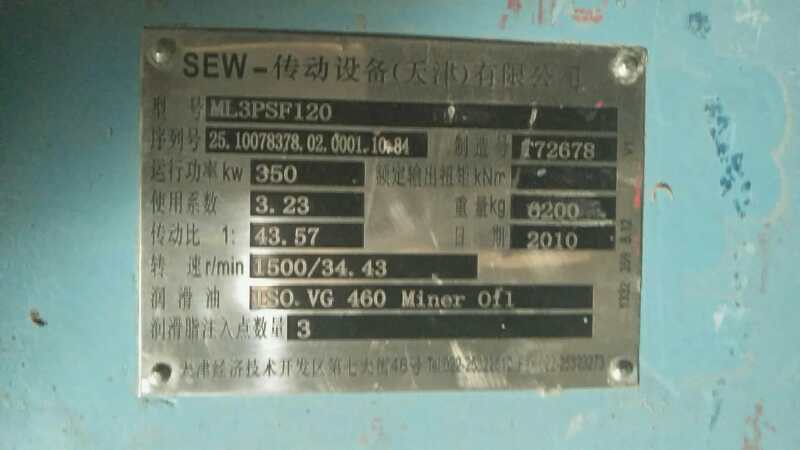 SEW-传动设备(天津)有限公司
型 号 ML3PSF120
序列号 25.10078378.02.0001.10.84 制造号 T72678
运行功率kw 350 额定输出扭矩kNm
使用系数 3.23 重量kg 6200
传动比 1: 43.57 日 期 2010
转 速r/min 1500/34.43
润滑油 ISO.VG 460 Miner Ofl
润滑脂注入点数量 3
天津经济技术开发区第七大街46号